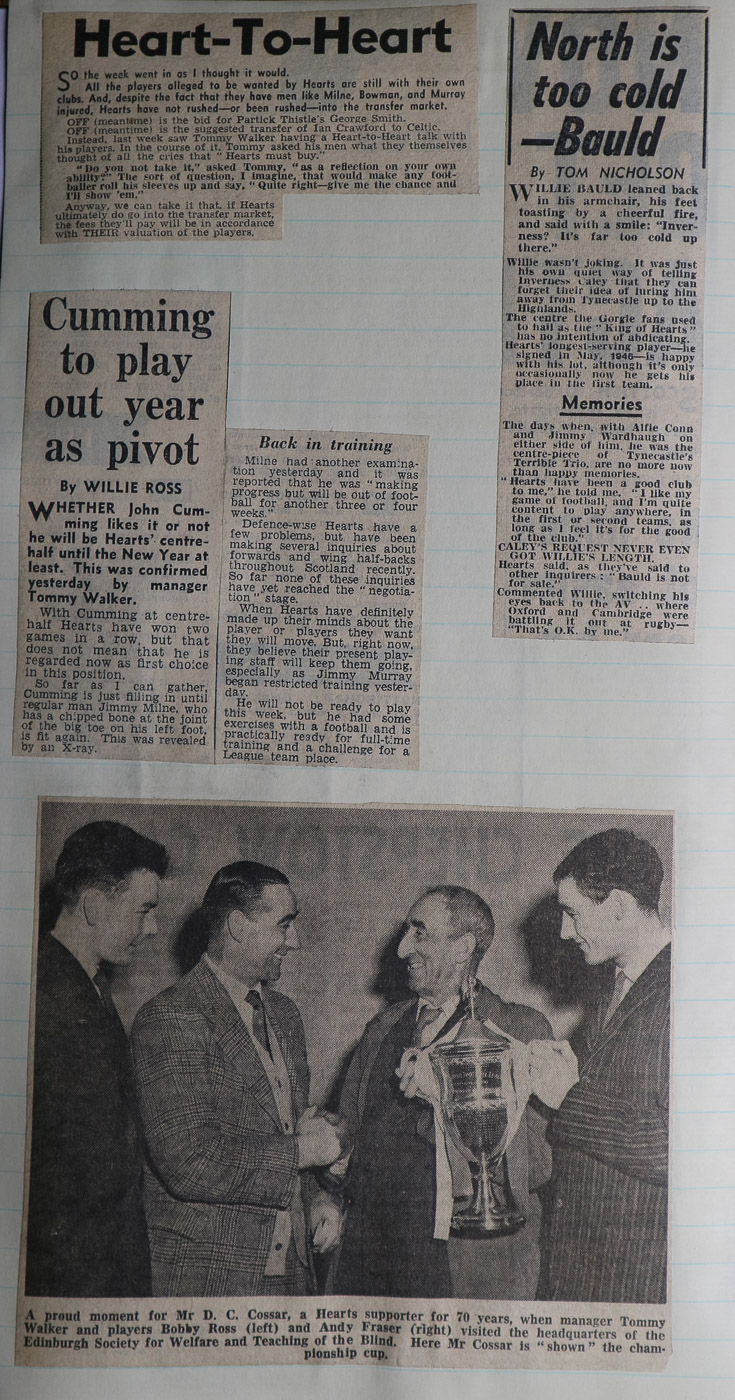 Heart-To-Heart
SO the week went in as I thought it would.
All the players alleged to be wanted by Hearts are still with their own
clubs. And, despite the fact that they have men like Milne, Bowman, and Murray
injured, Hearts have not rushed—or been rushed—into the transfer market.
OFF (meantime) is the bid for Partick Thistle's George Smith.
OFF (meantime) is the suggested transfer of Ian Crawford to Celtic.
Instead, last week saw Tommy Walker having a Heart-to-Heart talk with
his players. In the course of it, Tommy asked his men what they themselves
thought of all the cries that "Hearts must buy."
"Do you not take it," asked Tommy, "as a reflection on your own
ability?" The sort of question, I imagine, that would make any foot-
baller roll his sleeves up and say, "Quite right—give me the chance and
I'll show 'em."
Anyway, we can take it that, if Hearts
ultimately do go into the transfer market,
the fees they'll pay will be in accordance
with THEIR valuation of the players.
Cumming
to play
out year
as pivot
By WILLIE ROSS
WHETHER John Cum-
ming likes it or not
he will be Hearts' centre-
half until the New Year at
least. This was confirmed
yesterday by manager
Tommy Walker.
With Cumming at centre-
half Hearts have won two
games in a row, but that
does not mean that he is
regarded now as first choice
in this position.
So far as I can gather,
Cumming is just filling in until
regular man Jimmy Milne, who
has a chipped bone at the joint
of the big toe on his left foot,
is fit again. This was revealed
by an X-ray.
Back in training
Milne had another examina-
tion yesterday and it was
reported that he was "making
progress but will be out of foot-
ball for another three or four
weeks."
Defence-wise Hearts have a
few problems, but have been
making several inquiries about
forwards and wing half-backs
throughout Scotland recently.
So far none of these inquiries
have yet reached the "negotia-
tion" stage.
When Hearts have definitely
made up their minds about the
player or players they want
they will move. But, right now,
they believe their present play-
ing staff will keep them going,
especially as Jimmy Murray
began restricted training yester-
day.
He will not be ready to play
this week, but he had some
exercises with a football and is
practically ready for full-time
training and a challenge for a
League team place.
North is
too cold
—Bauld
By TOM NICHOLSON
WILLIE BAULD leaned back
in his armchair, his feet
toasting by a cheerful fire,
and said with a smile: "Inver-
ness? It's far too cold up
there."
Willie wasn't joking. It was just
his own quiet way of telling
Inverness Caley that they can
forget their idea of luring him
away from Tynecastle up to the
Highlands.
The centre the Gorgie fans used
to hail as the "King of Hearts"
has no intention of abdicating.
Hearts' longest-serving player—he
signed in May, 1946—is happy
with his lot, although it's only
occasionally now he gets his
place in the first team.
Memories
The days when, with Alfie Conn
and Jimmy Wardhaugh on
either side of him, he was the
centre-piece of Tynecastle's
Terrible Trio, are no more now
than happy memories.
"Hearts have been a good club
to me," he told me. "I like my
game of football, and I'm quite
content to play anywhere, in
the first or second teams, as
long as I feel it's for the good
of the club."
CALEY'S REQUEST NEVER EVEN
GOT WILLIE'S LENGTH.
Hearts said, as they've said to
other inquirers: "Bauld is not
for sale."
Commented Willie, switching his
eyes back to the AV .. where
Oxford and Cambridge were
battling it out at rugby—
"That's O.K. by me."
A proud moment for Mr D. C. Cossar, a Hearts supporter for 70 years, when manager Tommy
Walker and players Bobby Ross (left) and Andy Fraser (right) visited the headquarters of the
Edinburgh Society for Welfare and Teaching of the Blind. Here Mr Cossar is "shown" the cham-
pionship cup.